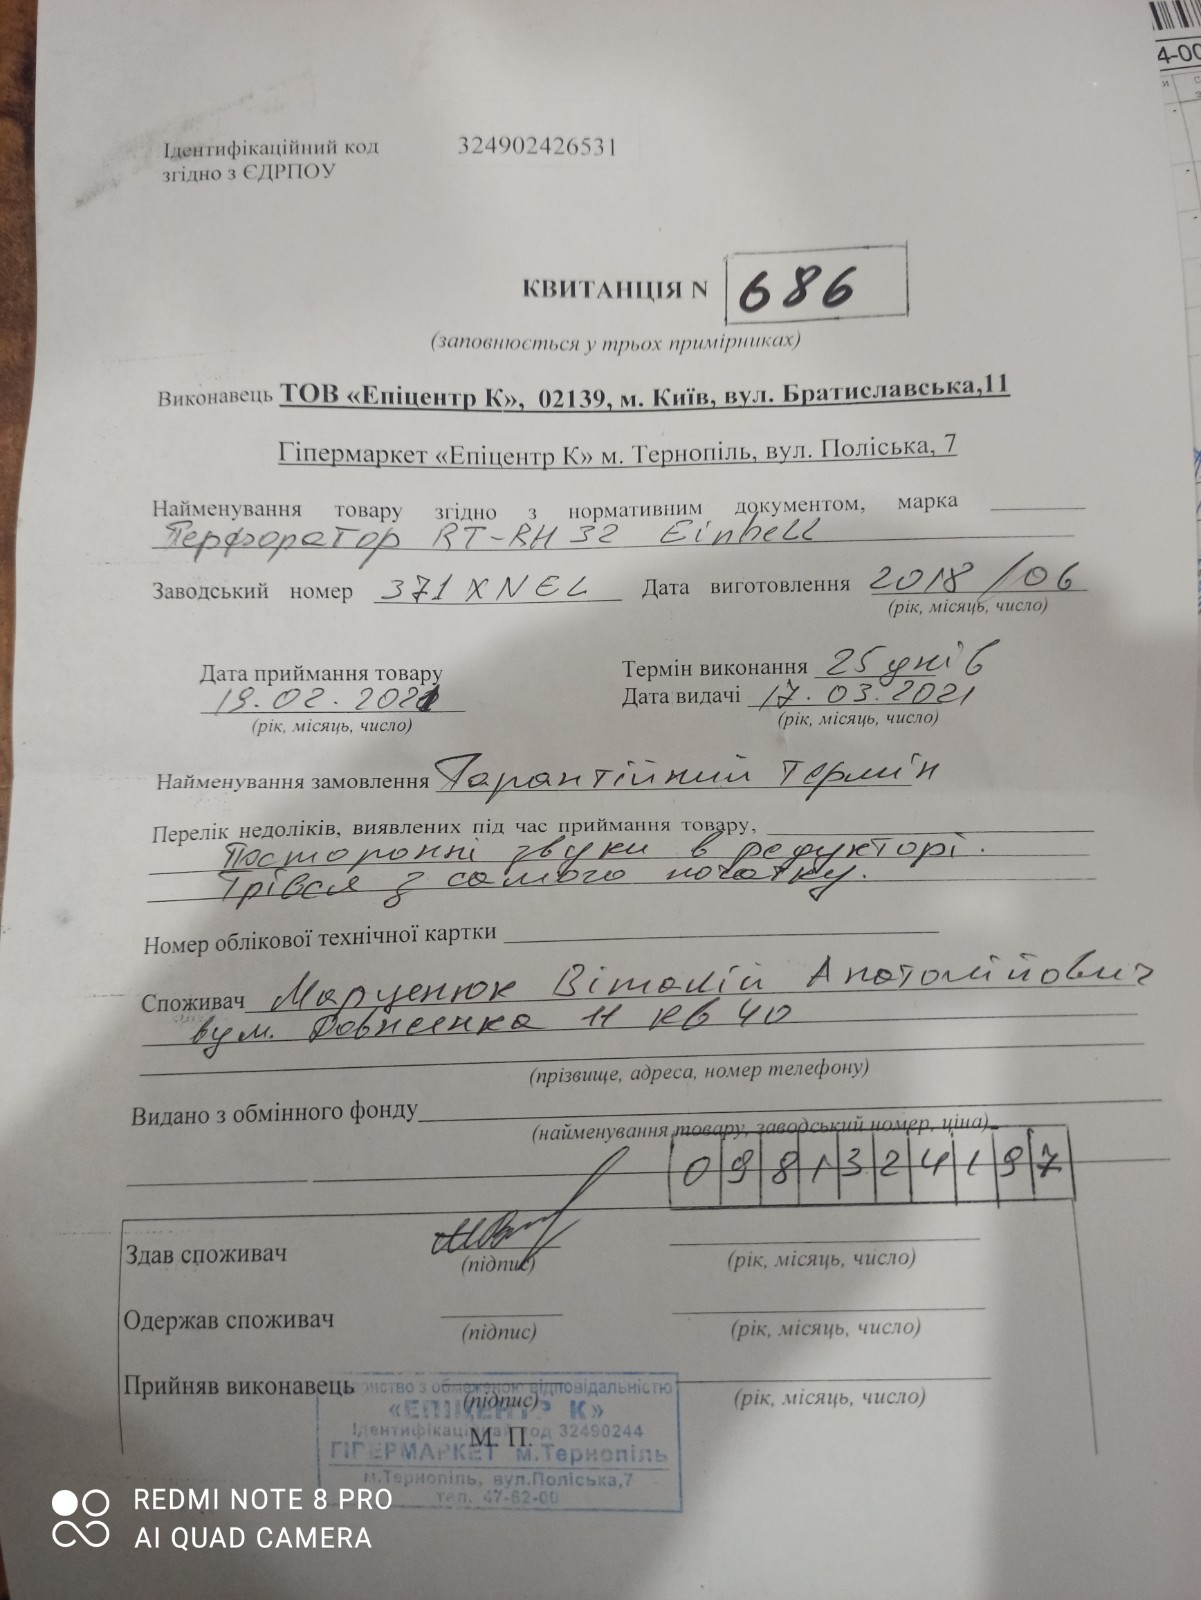 4-00
Ідентифікаційний код 324902426531
згідно з ЄДРПОУ
КВИТАНЦІЯ N 686
(заповнюється у трьох примірниках)
Виконавець ТОВ «Епіцентр К», 02139, м. Київ, вул. Братиславська,11
Гіпермаркет «Епіцентр К» м. Тернопіль, вул. Поліська, 7
Найменування товару згідно з нормативним документом, марка
Перфоратор RT-RH 32 Einhell
Заводський номер 371XNEL Дата виготовлення 2018/06
(рік, місяць, число)
Дата приймання товару Термін виконання 25 днів
19.02.2021 Дата видачі 17.03.2021
(рік, місяць, число) (рік, місяць, число)
Найменування замовлення Гарантійний термін
Перелік недоліків, виявлених під час приймання товару,
Посторонні звуки в редукторі.
Грівся з самого початку.
Номер облікової технічної картки
Споживач Марценюк Віталій Анатолійович
вул. Довженка 11 кв 40
(прізвище, адреса, номер телефону)
Видано з обмінного фонду
(найменування товару, заводський номер, ціна)
0981324197
Здав споживач
(підпис) (рік, місяць, число)
Одержав споживач
(підпис) (рік, місяць, число)
Прийняв виконавець
(підпис) (рік, місяць, число)
М. П.
з обмеженою відповідальністю
«ЕПІЦЕНТР К»
Ідентифікаційний код 32490244
ГІПЕРМАРКЕТ м.Тернопіль
м.Тернопіль, вул.Поліська,7
тел. 47-62-00
REDMI NOTE 8 PRO
AI QUAD CAMERA